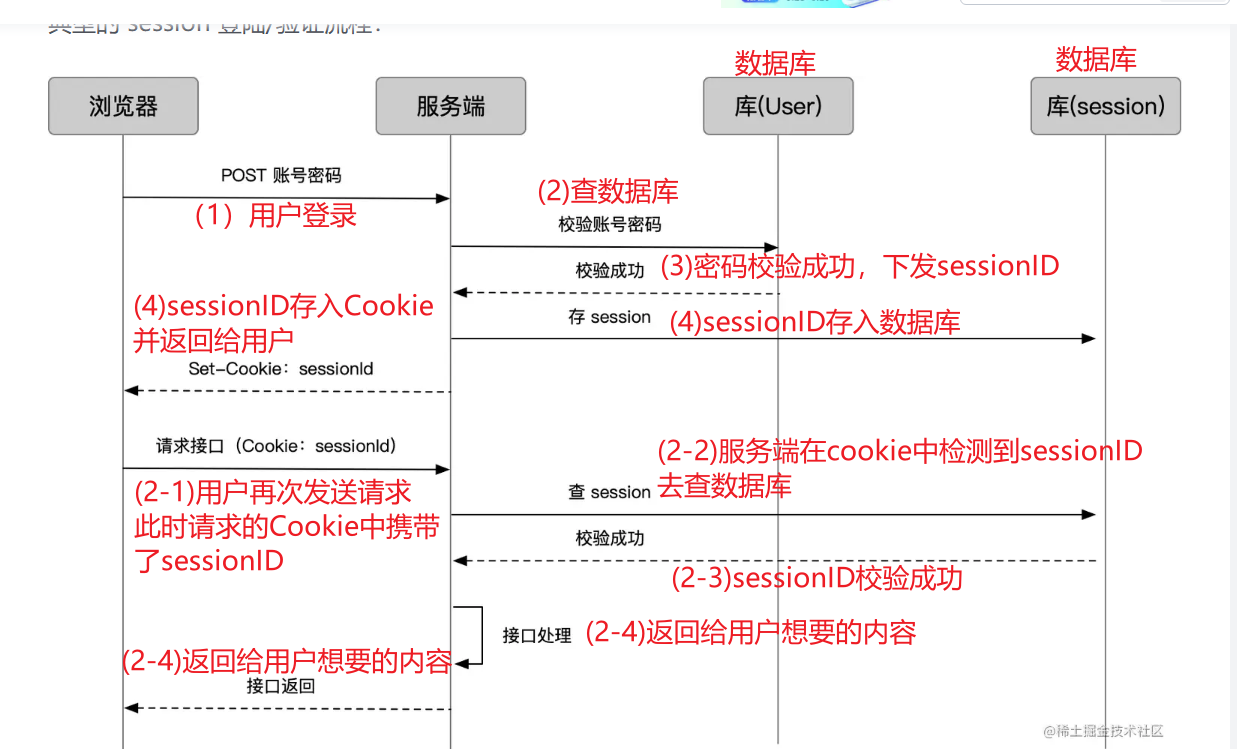 典型的 session 登陆/验证流程：
数据库
数据库
浏览器
服务端
库(User)
库(session)
POST 账号密码
(1）用户登录
(2)查数据库
校验账号密码
校验成功
(3)密码校验成功，下发sessionID
(4)sessionID存入Cookie
并返回给用户
存 session
(4)sessionID存入数据库
Set-Cookie：sessionId
请求接口（Cookie：sessionId）
(2-2)服务端在cookie中检测到sessionID
去查数据库
(2-1)用户再次发送请求
此时请求的Cookie中携带
了sessionID
查 session
校验成功
(2-3)sessionID校验成功
接口处理
(2-4)返回给用户想要的内容
(2-4)返回给用户想要的内容
接口返回
@稀土掘金技术社区